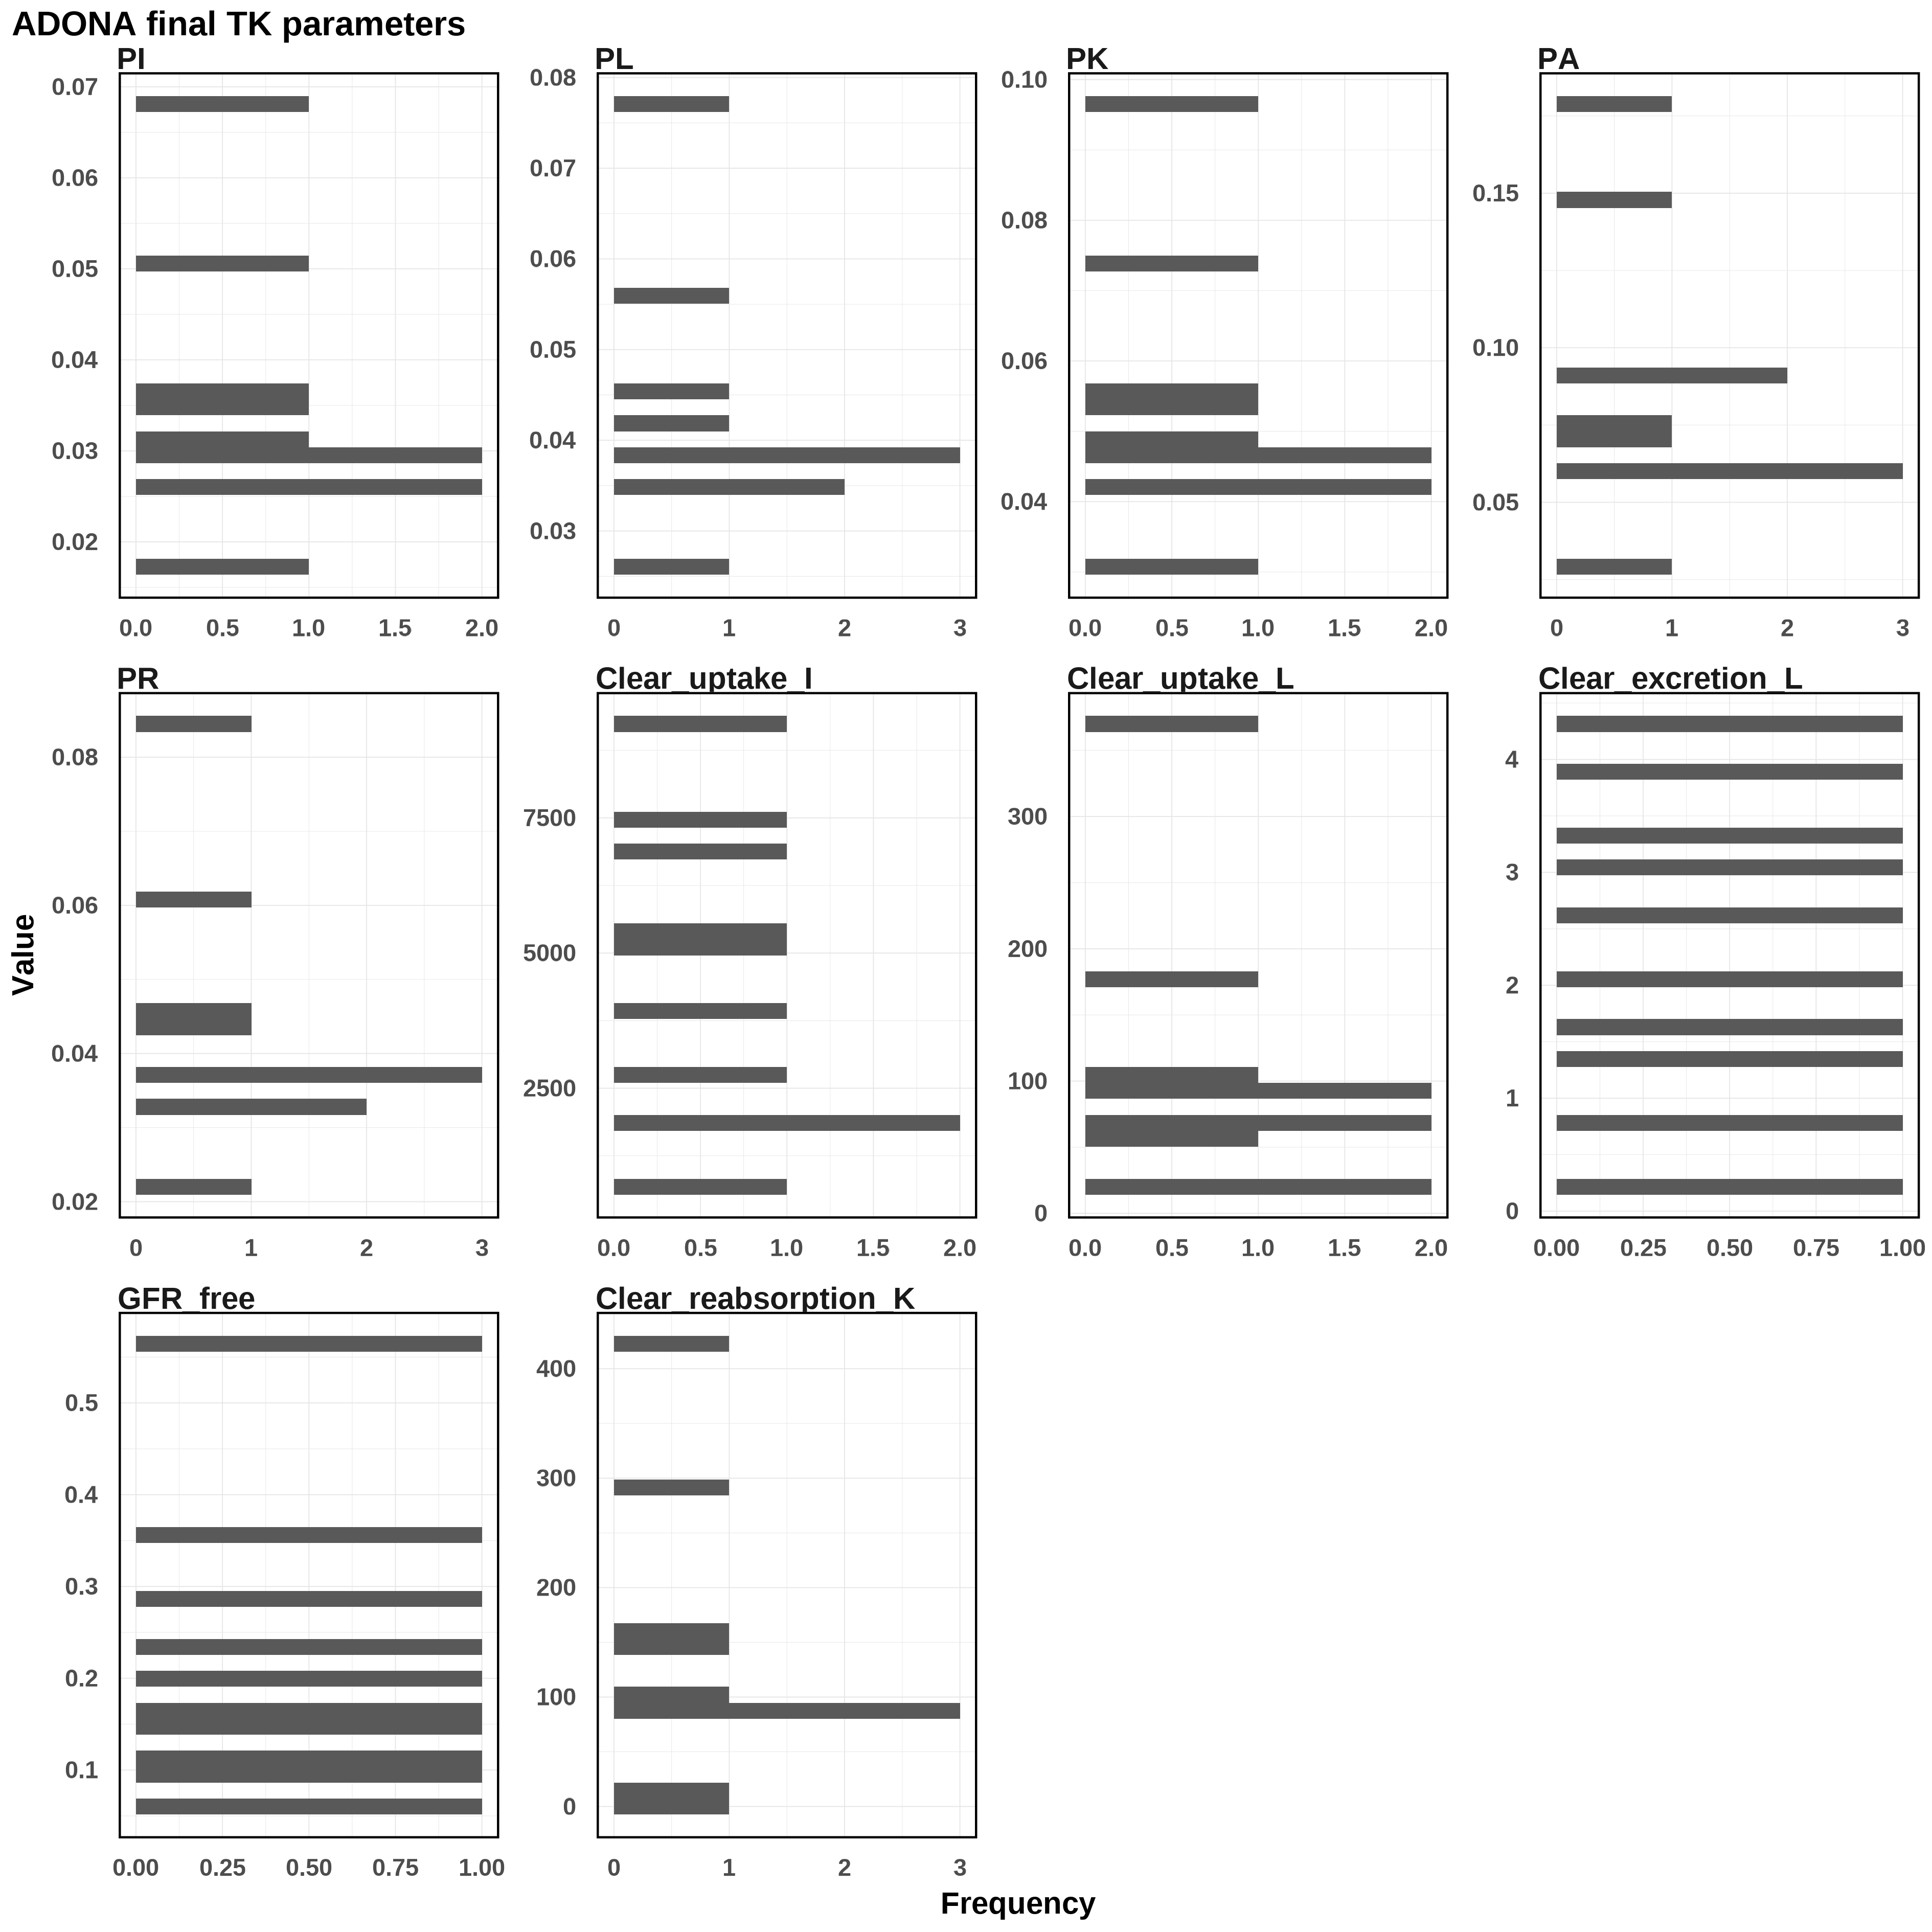 ADONA final TK parameters
PI PL PK PA
0.07
0.06
0.05
0.04
0.03
0.02
0.0 0.5 1.0 1.5 2.0
0.08
0.07
0.06
0.05
0.04
0.03
0 1 2 3
0.10
0.08
0.06
0.04
0.0 0.5 1.0 1.5 2.0
0.15
0.10
0.05
0 1 2 3
PR Clear_uptake_I Clear_uptake_L Clear_excretion_L
Value
0.08
0.06
0.04
0.02
0 1 2 3
7500
5000
2500
0.0 0.5 1.0 1.5 2.0
300
200
100
0
0.0 0.5 1.0 1.5 2.0
4
3
2
1
0
0.00 0.25 0.50 0.75 1.00
GFR_free Clear_reabsorption_K
0.5
0.4
0.3
0.2
0.1
0.00 0.25 0.50 0.75 1.00
400
300
200
100
0
0 1 2 3
Frequency